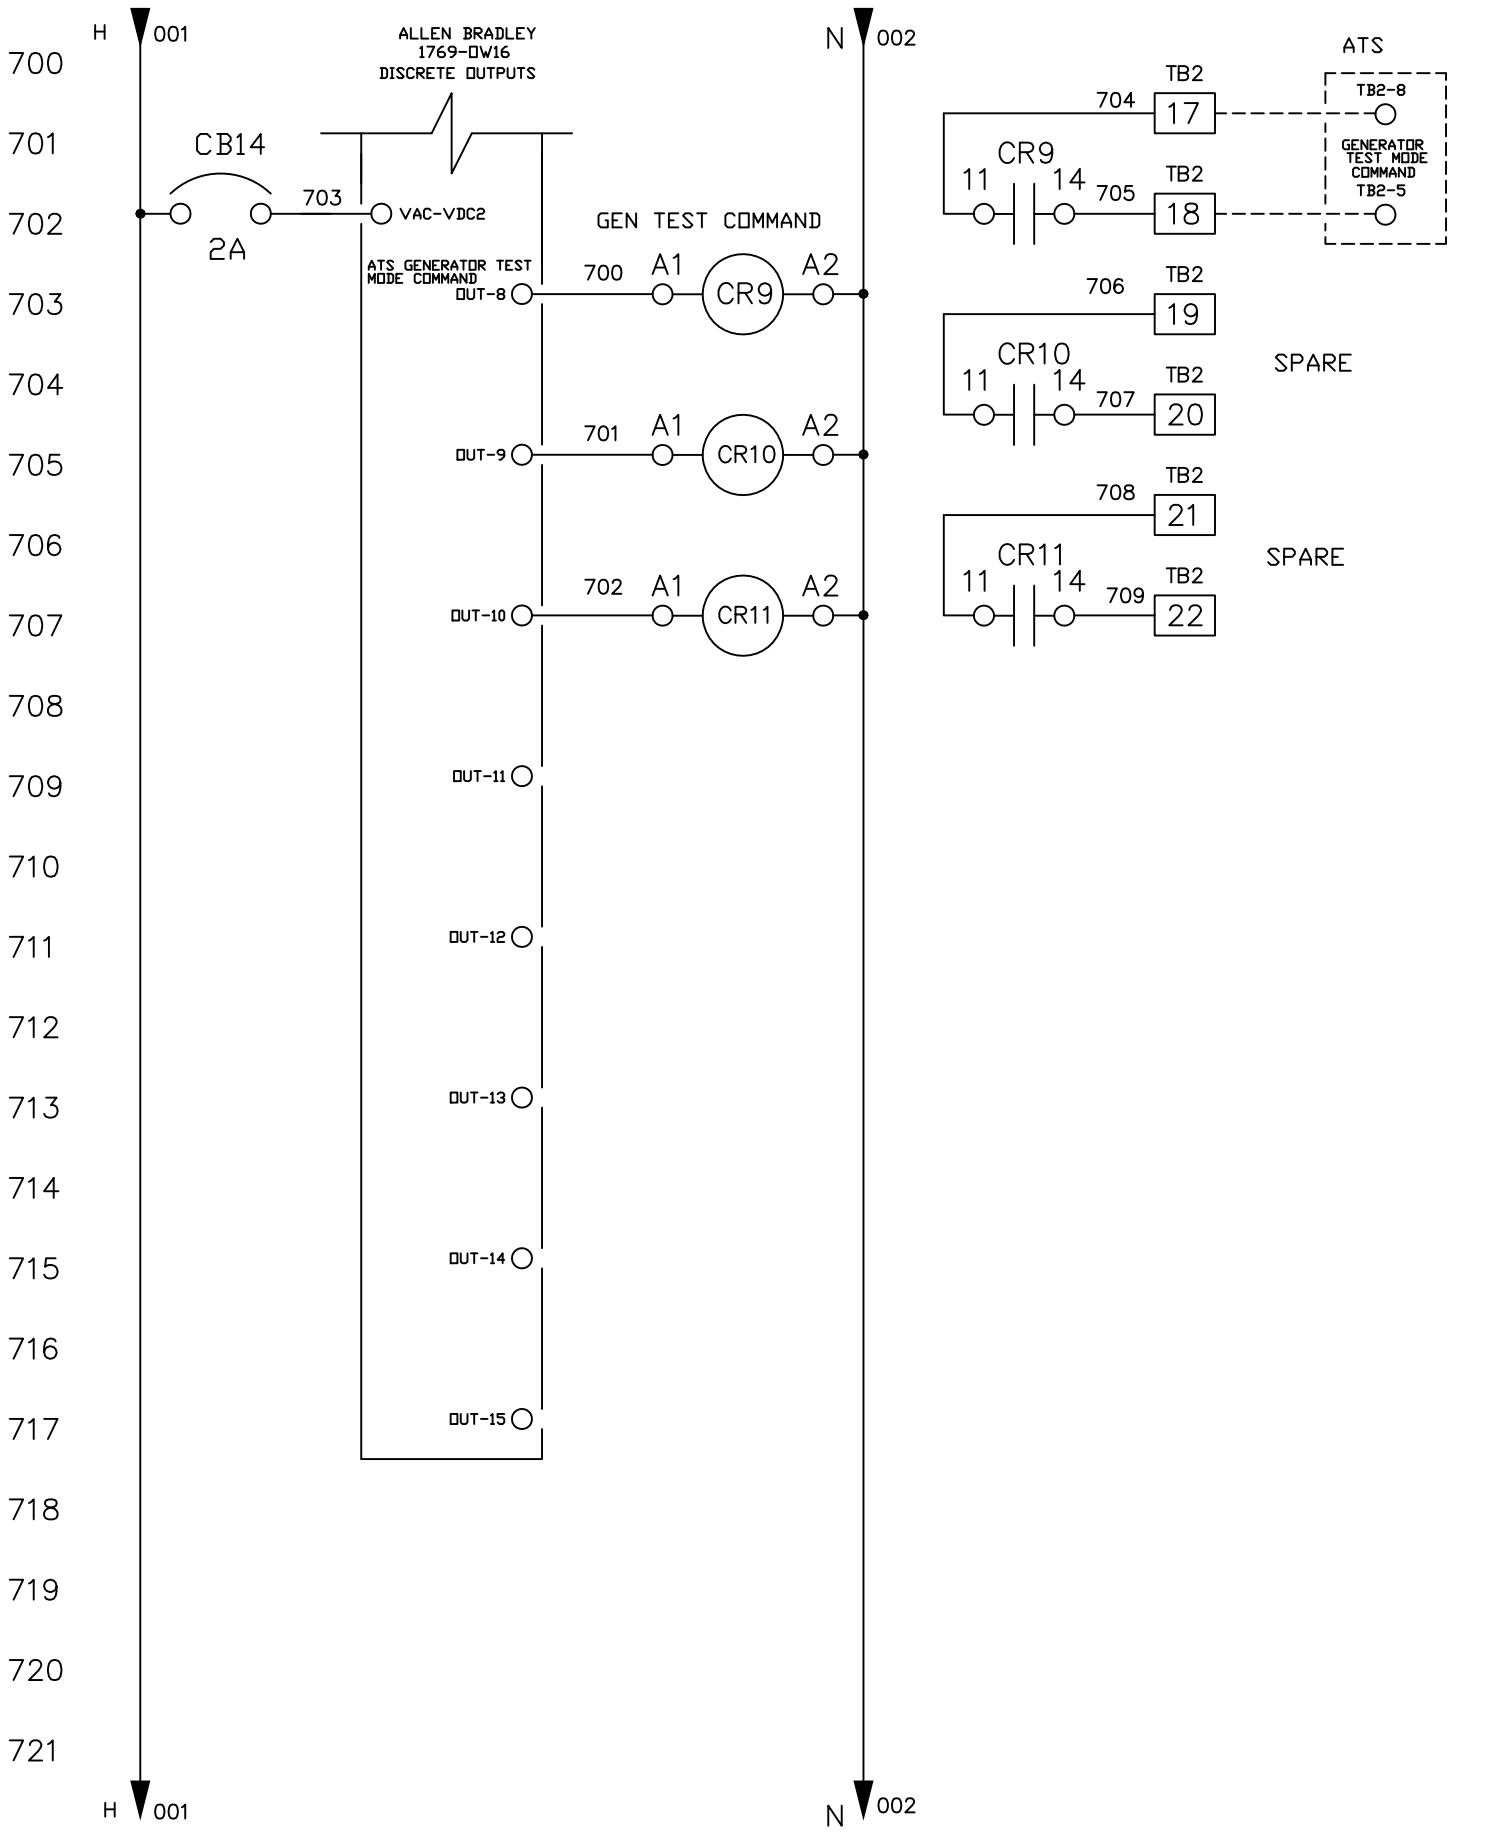 H 001
ALLEN BRADLEY
1769-OW16
DISCRETE OUTPUTS
N 002
ATS
700
TB2
704
17
TB2-8
701
CB14
CR9
GENERATOR
TEST MODE
COMMAND
11 14
TB2
705
18
TB2-5
702
703
VAC-VDC2
2A
GEN TEST COMMAND
ATS GENERATOR TEST
MODE COMMAND
OUT-8
700
A1
CR9
A2
703
706
TB2
19
704
CR10
11 14
707
TB2
20
SPARE
705
OUT-9
701
A1
CR10
A2
708
TB2
21
706
CR11
11 14
709
TB2
22
SPARE
707
OUT-10
702
A1
CR11
A2
708
709
OUT-11
710
711
OUT-12
712
713
OUT-13
714
715
OUT-14
716
717
OUT-15
718
719
720
721
H 001
N 002